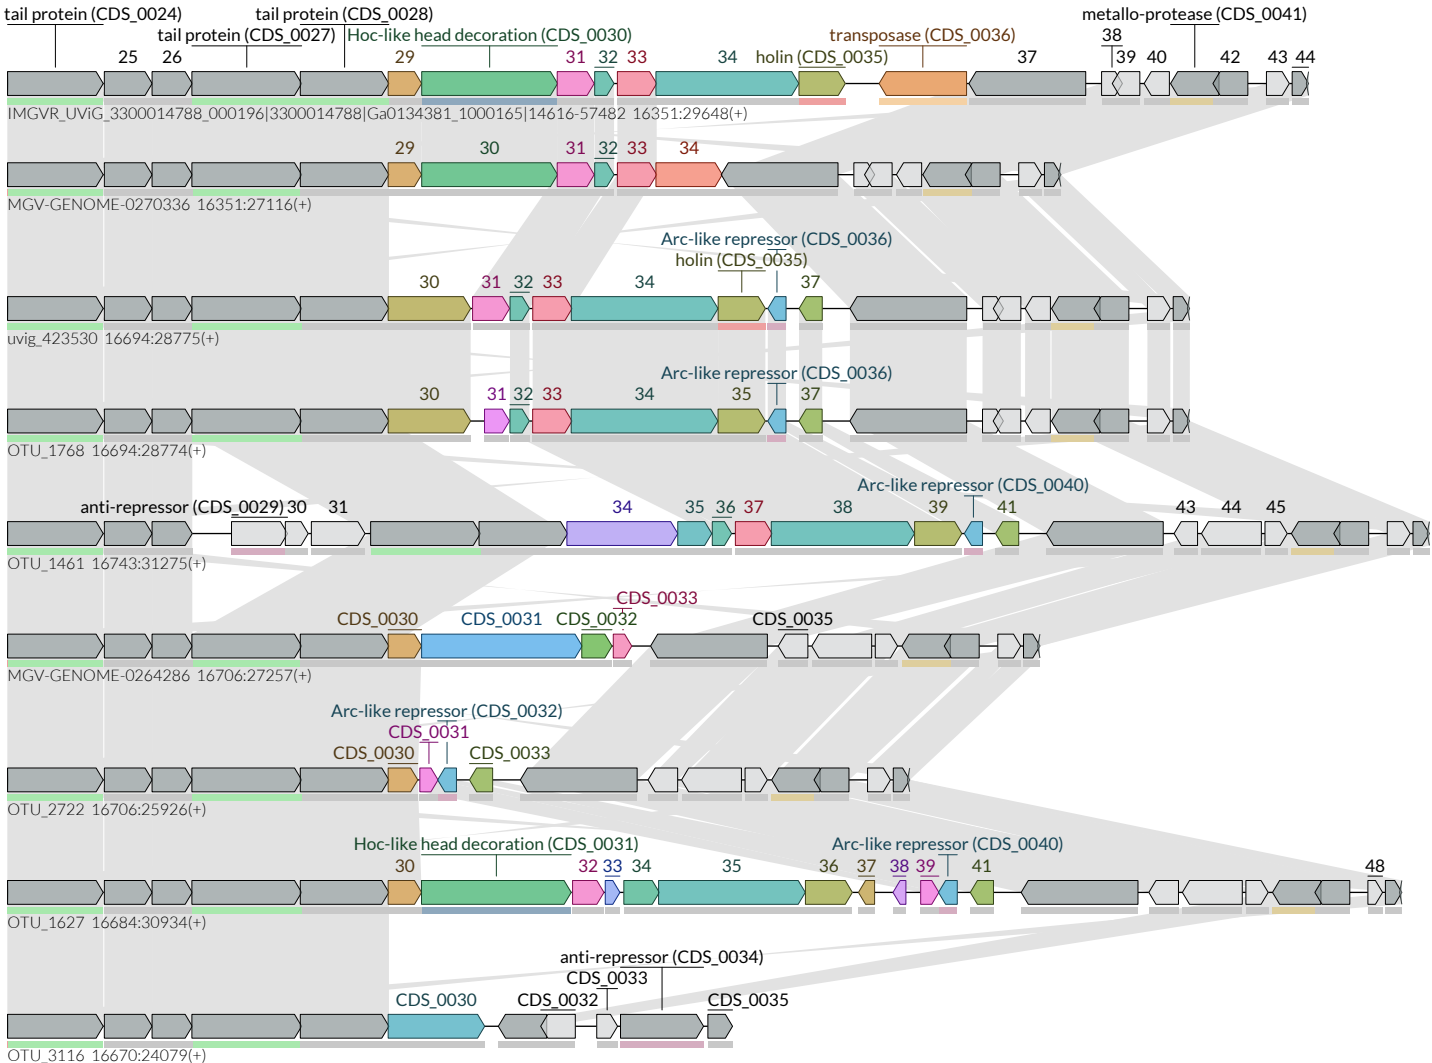 tail protein (CDS_0024) tail protein (CDS_0028) metallo-protease (CDS_0041)
tail protein (CDS_0027) Hoc-like head decoration (CDS_0030) transposase (CDS_0036) 38
25 26 29 31 32 33 34 holin (CDS_0035) 37 39 40 42 43 44
IMGVR_UViG_3300014788_000196|3300014788|Ga0134381_1000165|14616-57482 16351:29648(+)
29 30 31 32 33 34
MGV-GENOME-0270336 16351:27116(+)
Arc-like repressor (CDS_0036)
holin (CDS_0035)
30 31 32 33 34 37
uvig_423530 16694:28775(+)
Arc-like repressor (CDS_0036)
30 31 32 33 34 35 37
OTU_1768 16694:28774(+)
Arc-like repressor (CDS_0040)
anti-repressor (CDS_0029) 30 31 34 35 36 37 38 39 41 43 44 45
OTU_1461 16743:31275(+)
CDS_0033
CDS_0030 CDS_0031 CDS_0032 CDS_0035
MGV-GENOME-0264286 16706:27257(+)
Arc-like repressor (CDS_0032)
CDS_0031
CDS_0030 CDS_0033
OTU_2722 16706:25926(+)
Hoc-like head decoration (CDS_0031) Arc-like repressor (CDS_0040)
30 32 33 34 35 36 37 38 39 41 48
OTU_1627 16684:30934(+)
anti-repressor (CDS_0034)
CDS_0033
CDS_0030 CDS_0032 CDS_0035
OTU_3116 16670:24079(+)